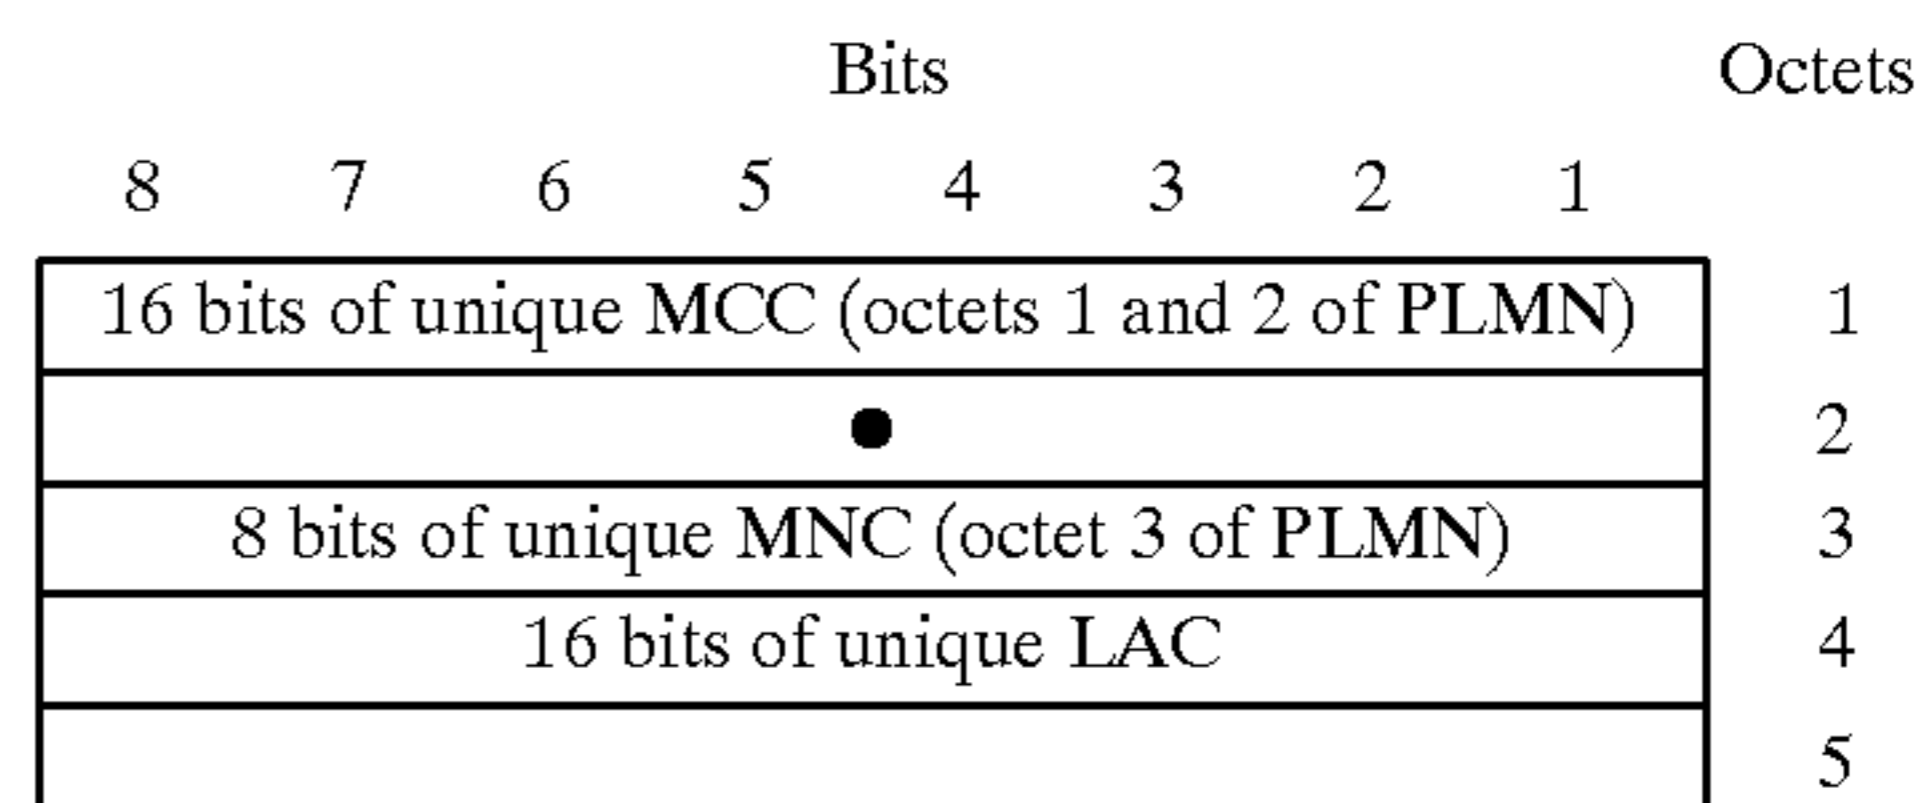 Bits Octets
8 7 6 5 4 3 2 1
16 bits of unique MCC (octets 1 and 2 of PLMN) 1
● 2
8 bits of unique MNC (octet 3 of PLMN) 3
16 bits of unique LAC 4
5